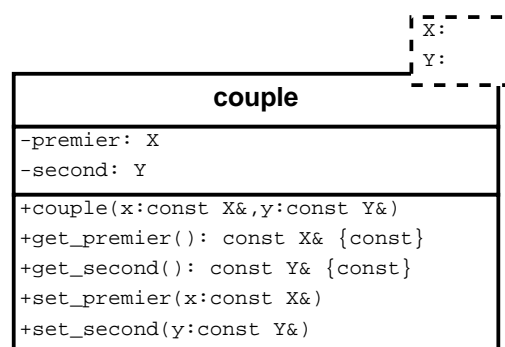 X:
Y:
couple
-premier: X
-second: Y
+couple(x:const X&,y:const Y&)
+get_premier(): const X& {const}
+get_second(): const Y& {const}
+set_premier(x:const X&)
+set_second(y:const Y&)